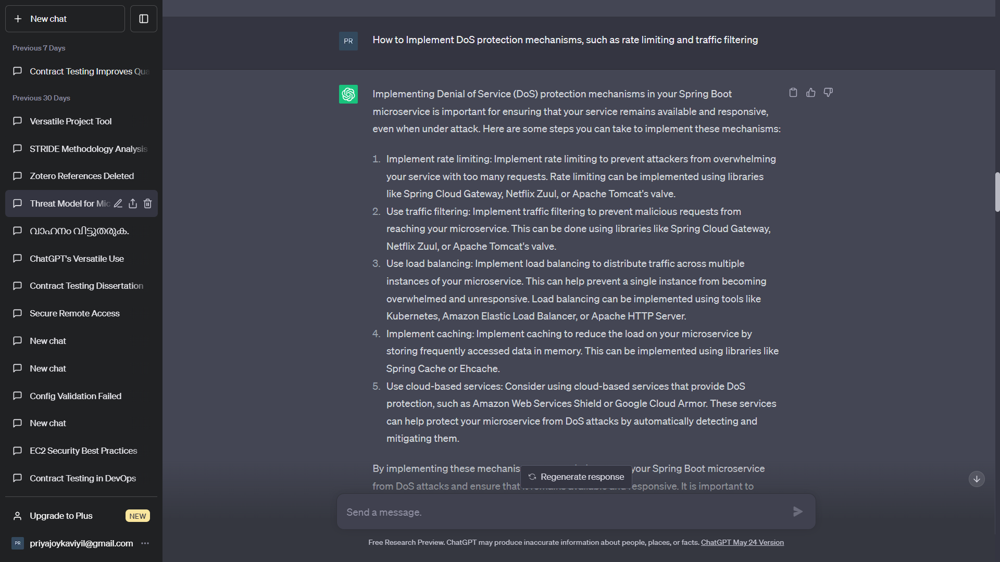 New chat
Previous 7 Days
Contract Testing Improves Qua
Previous 30 Days
Versatile Project Tool
STRIDE Methodology Analysis
Zotero References Deleted
Threat Model for Mic
വാഹനം വിട്ടുതരുക.
ChatGPT's Versatile Use
Contract Testing Dissertation
Secure Remote Access
New chat
New chat
Config Validation Failed
New chat
EC2 Security Best Practices
Contract Testing in DevOps
Upgrade to Plus NEW
PR priyajoykaviyil@gmail.com
PR How to Implement DoS protection mechanisms, such as rate limiting and traffic filtering
Implementing Denial of Service (DoS) protection mechanisms in your Spring Boot
microservice is important for ensuring that your service remains available and responsive,
even when under attack. Here are some steps you can take to implement these mechanisms:
1. Implement rate limiting: Implement rate limiting to prevent attackers from overwhelming
your service with too many requests. Rate limiting can be implemented using libraries
like Spring Cloud Gateway, Netflix Zuul, or Apache Tomcat's valve.
2. Use traffic filtering: Implement traffic filtering to prevent malicious requests from
reaching your microservice. This can be done using libraries like Spring Cloud Gateway,
Netflix Zuul, or Apache Tomcat's valve.
3. Use load balancing: Implement load balancing to distribute traffic across multiple
instances of your microservice. This can help prevent a single instance from becoming
overwhelmed and unresponsive. Load balancing can be implemented using tools like
Kubernetes, Amazon Elastic Load Balancer, or Apache HTTP Server.
4. Implement caching: Implement caching to reduce the load on your microservice by
storing frequently accessed data in memory. This can be implemented using libraries like
Spring Cache or Ehcache.
5. Use cloud-based services: Consider using cloud-based services that provide DoS
protection, such as Amazon Web Services Shield or Google Cloud Armor. These services
can help protect your microservice from DoS attacks by automatically detecting and
mitigating them.
By implementing these mechanis your Spring Boot microservice
from DoS attacks and ensure that responsive. It is important to
Regenerate response
Send a message.
Free Research Preview. ChatGPT may produce inaccurate information about people, places, or facts. ChatGPT May 24 Version